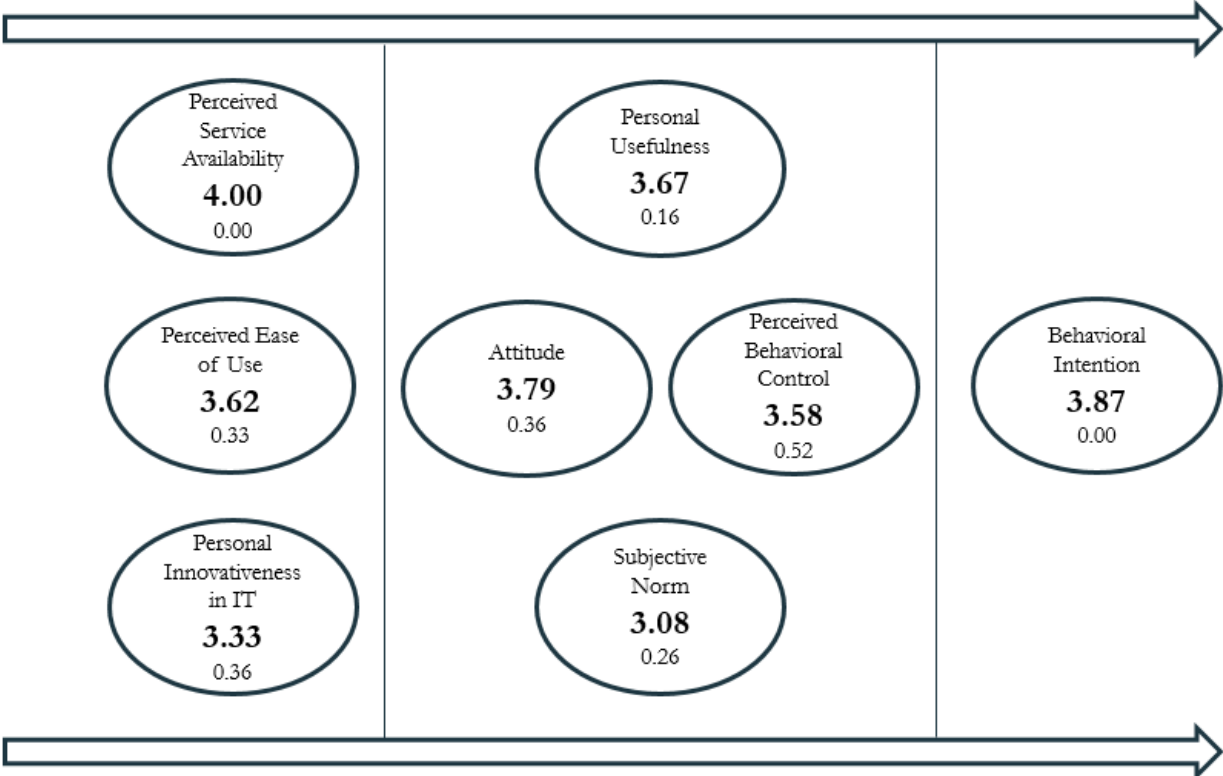 Perceived
Service
Availability
4.00
0.00
Perceived Ease
of Use
3.62
0.33
Personal
Innovativeness
in IT
3.33
0.36
Personal
Usefulness
3.67
0.16
Attitude
3.79
0.36
Perceived
Behavioral
Control
3.58
0.52
Subjective
Norm
3.08
0.26
Behavioral
Intention
3.87
0.00